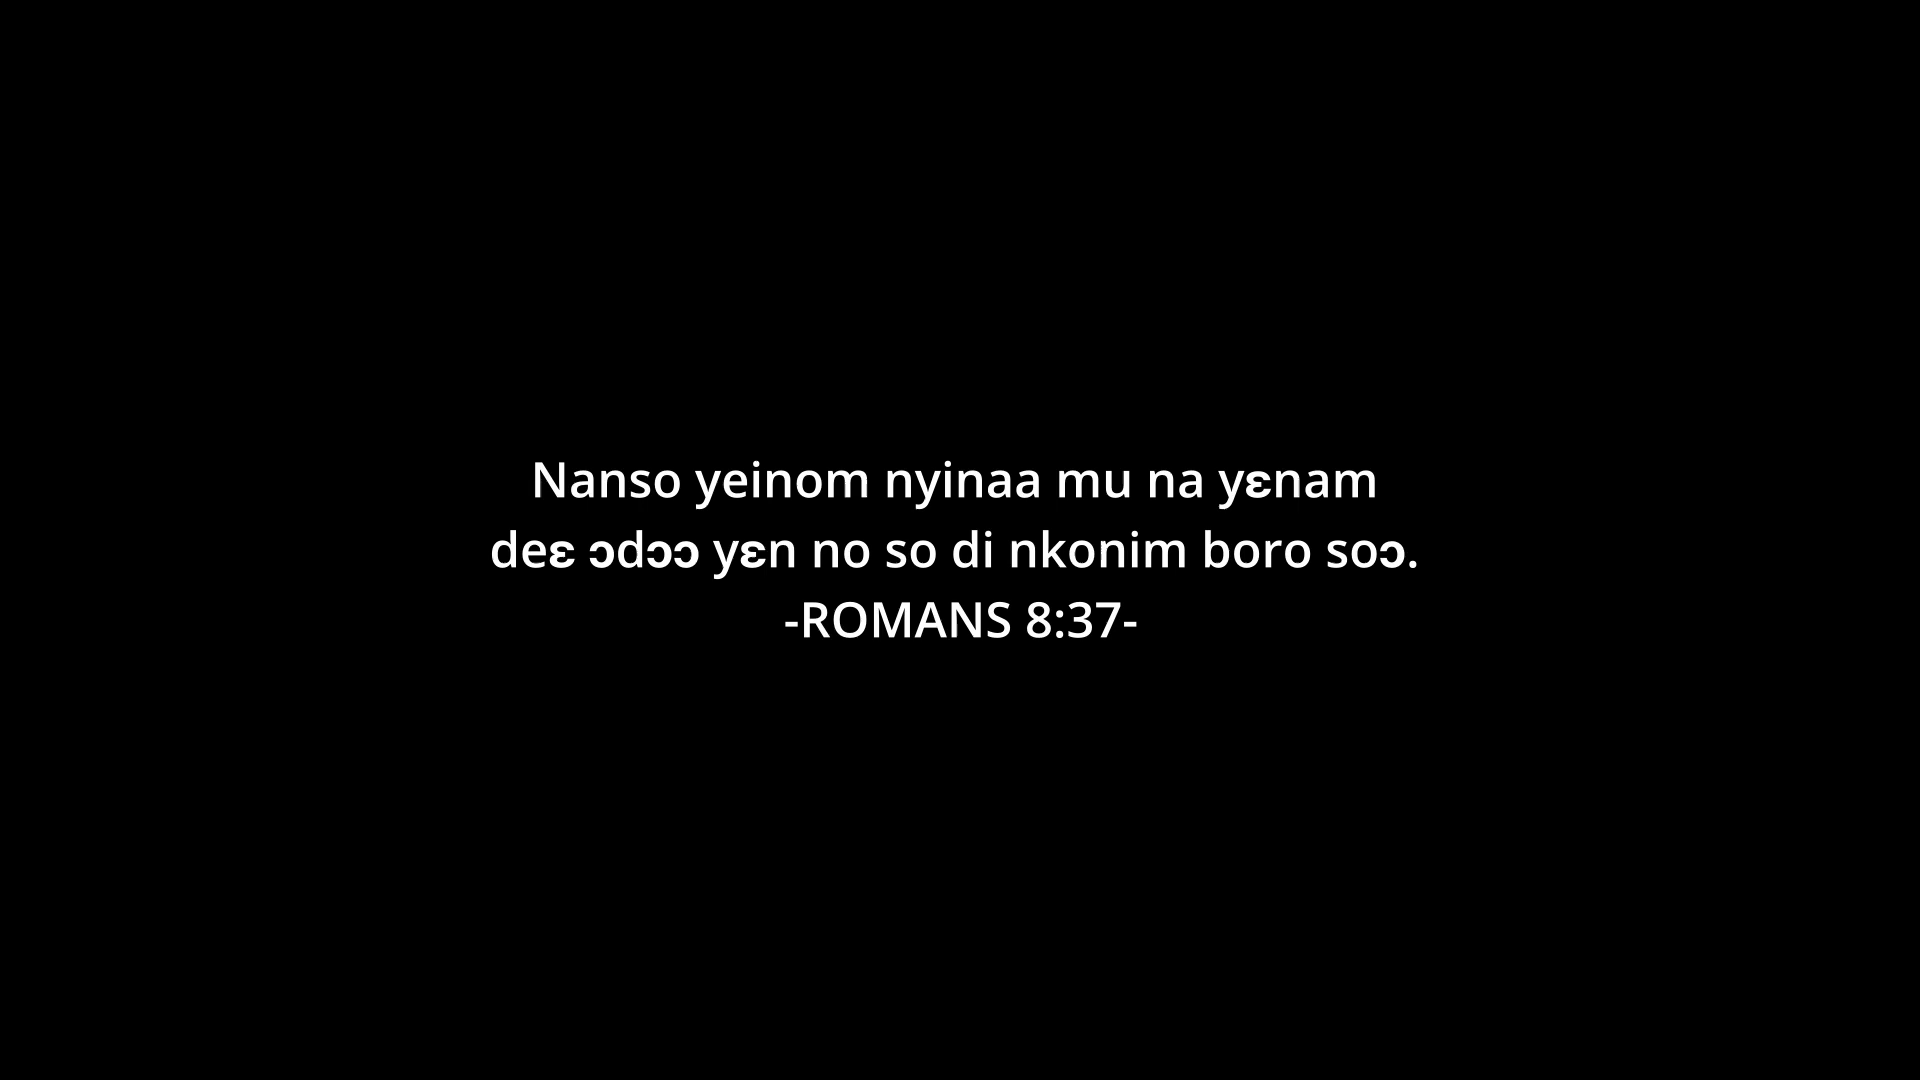 Nanso yeinom nyinaa mu na yɛnam
deɛ ɔdɔɔ yɛn no so di nkonim boro soɔ.
-ROMANS 8:37-